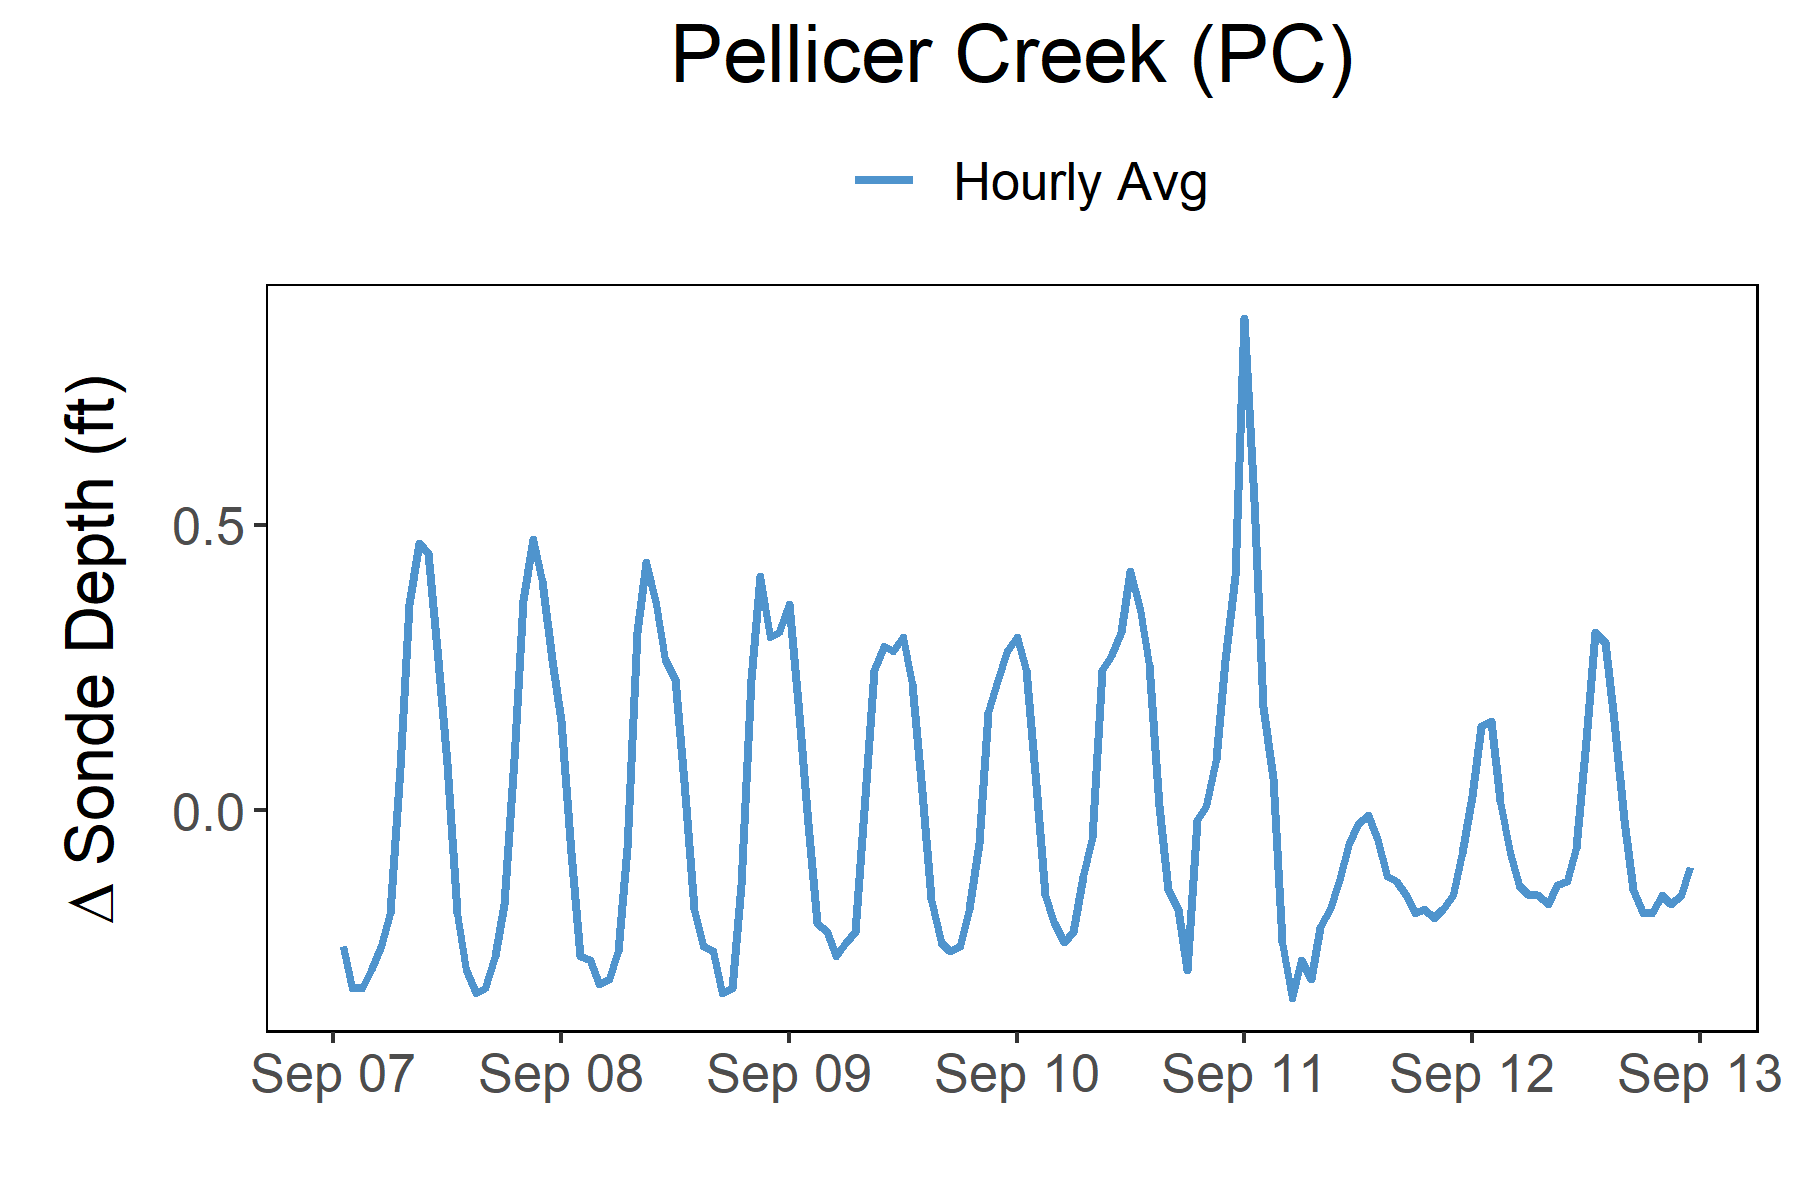 Pellicer Creek (PC)
Hourly Avg
Δ Sonde Depth (ft)
0.5
0.0
Sep 07 Sep 08 Sep 09 Sep 10 Sep 11 Sep 12 Sep 13